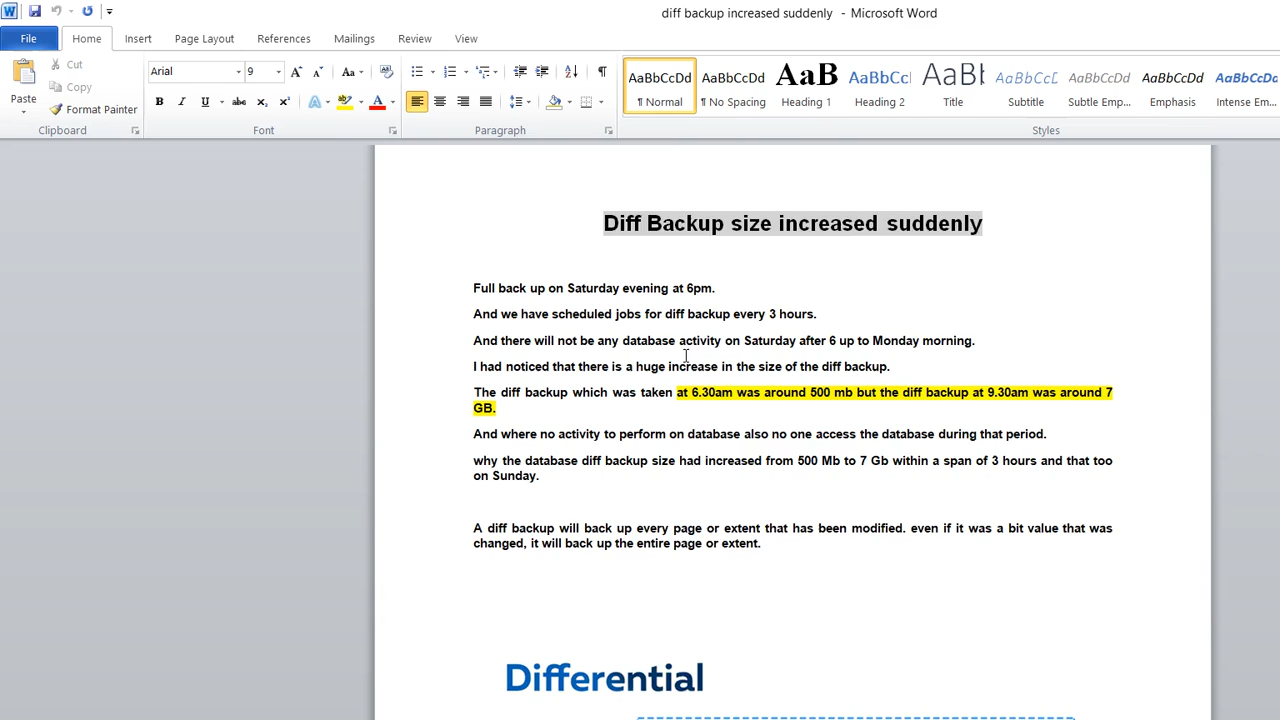 diff backup increased suddenly - Microsoft Word
File Home Insert Page Layout References Mailings Review View
Paste Cut Copy Format Painter
Arial 9
AaBbCcDd AaBbCcDd AaB AaBbCcI AaBl AaBbCcD AaBbCcDd AaBbCcDd AaBbCcDc
¶ Normal ¶ No Spacing Heading 1 Heading 2 Title Subtitle Subtle Emp... Emphasis Intense Em...
Clipboard Font Paragraph Styles
Diff Backup size increased suddenly
Full back up on Saturday evening at 6pm.
And we have scheduled jobs for diff backup every 3 hours.
And there will not be any database activity on Saturday after 6 up to Monday morning.
I had noticed that there is a huge increase in the size of the diff backup.
The diff backup which was taken at 6.30am was around 500 mb but the diff backup at 9.30am was around 7
GB.
And where no activity to perform on database also no one access the database during that period.
why the database diff backup size had increased from 500 Mb to 7 Gb within a span of 3 hours and that too
on Sunday.
A diff backup will back up every page or extent that has been modified. even if it was a bit value that was
changed, it will back up the entire page or extent.
Differential